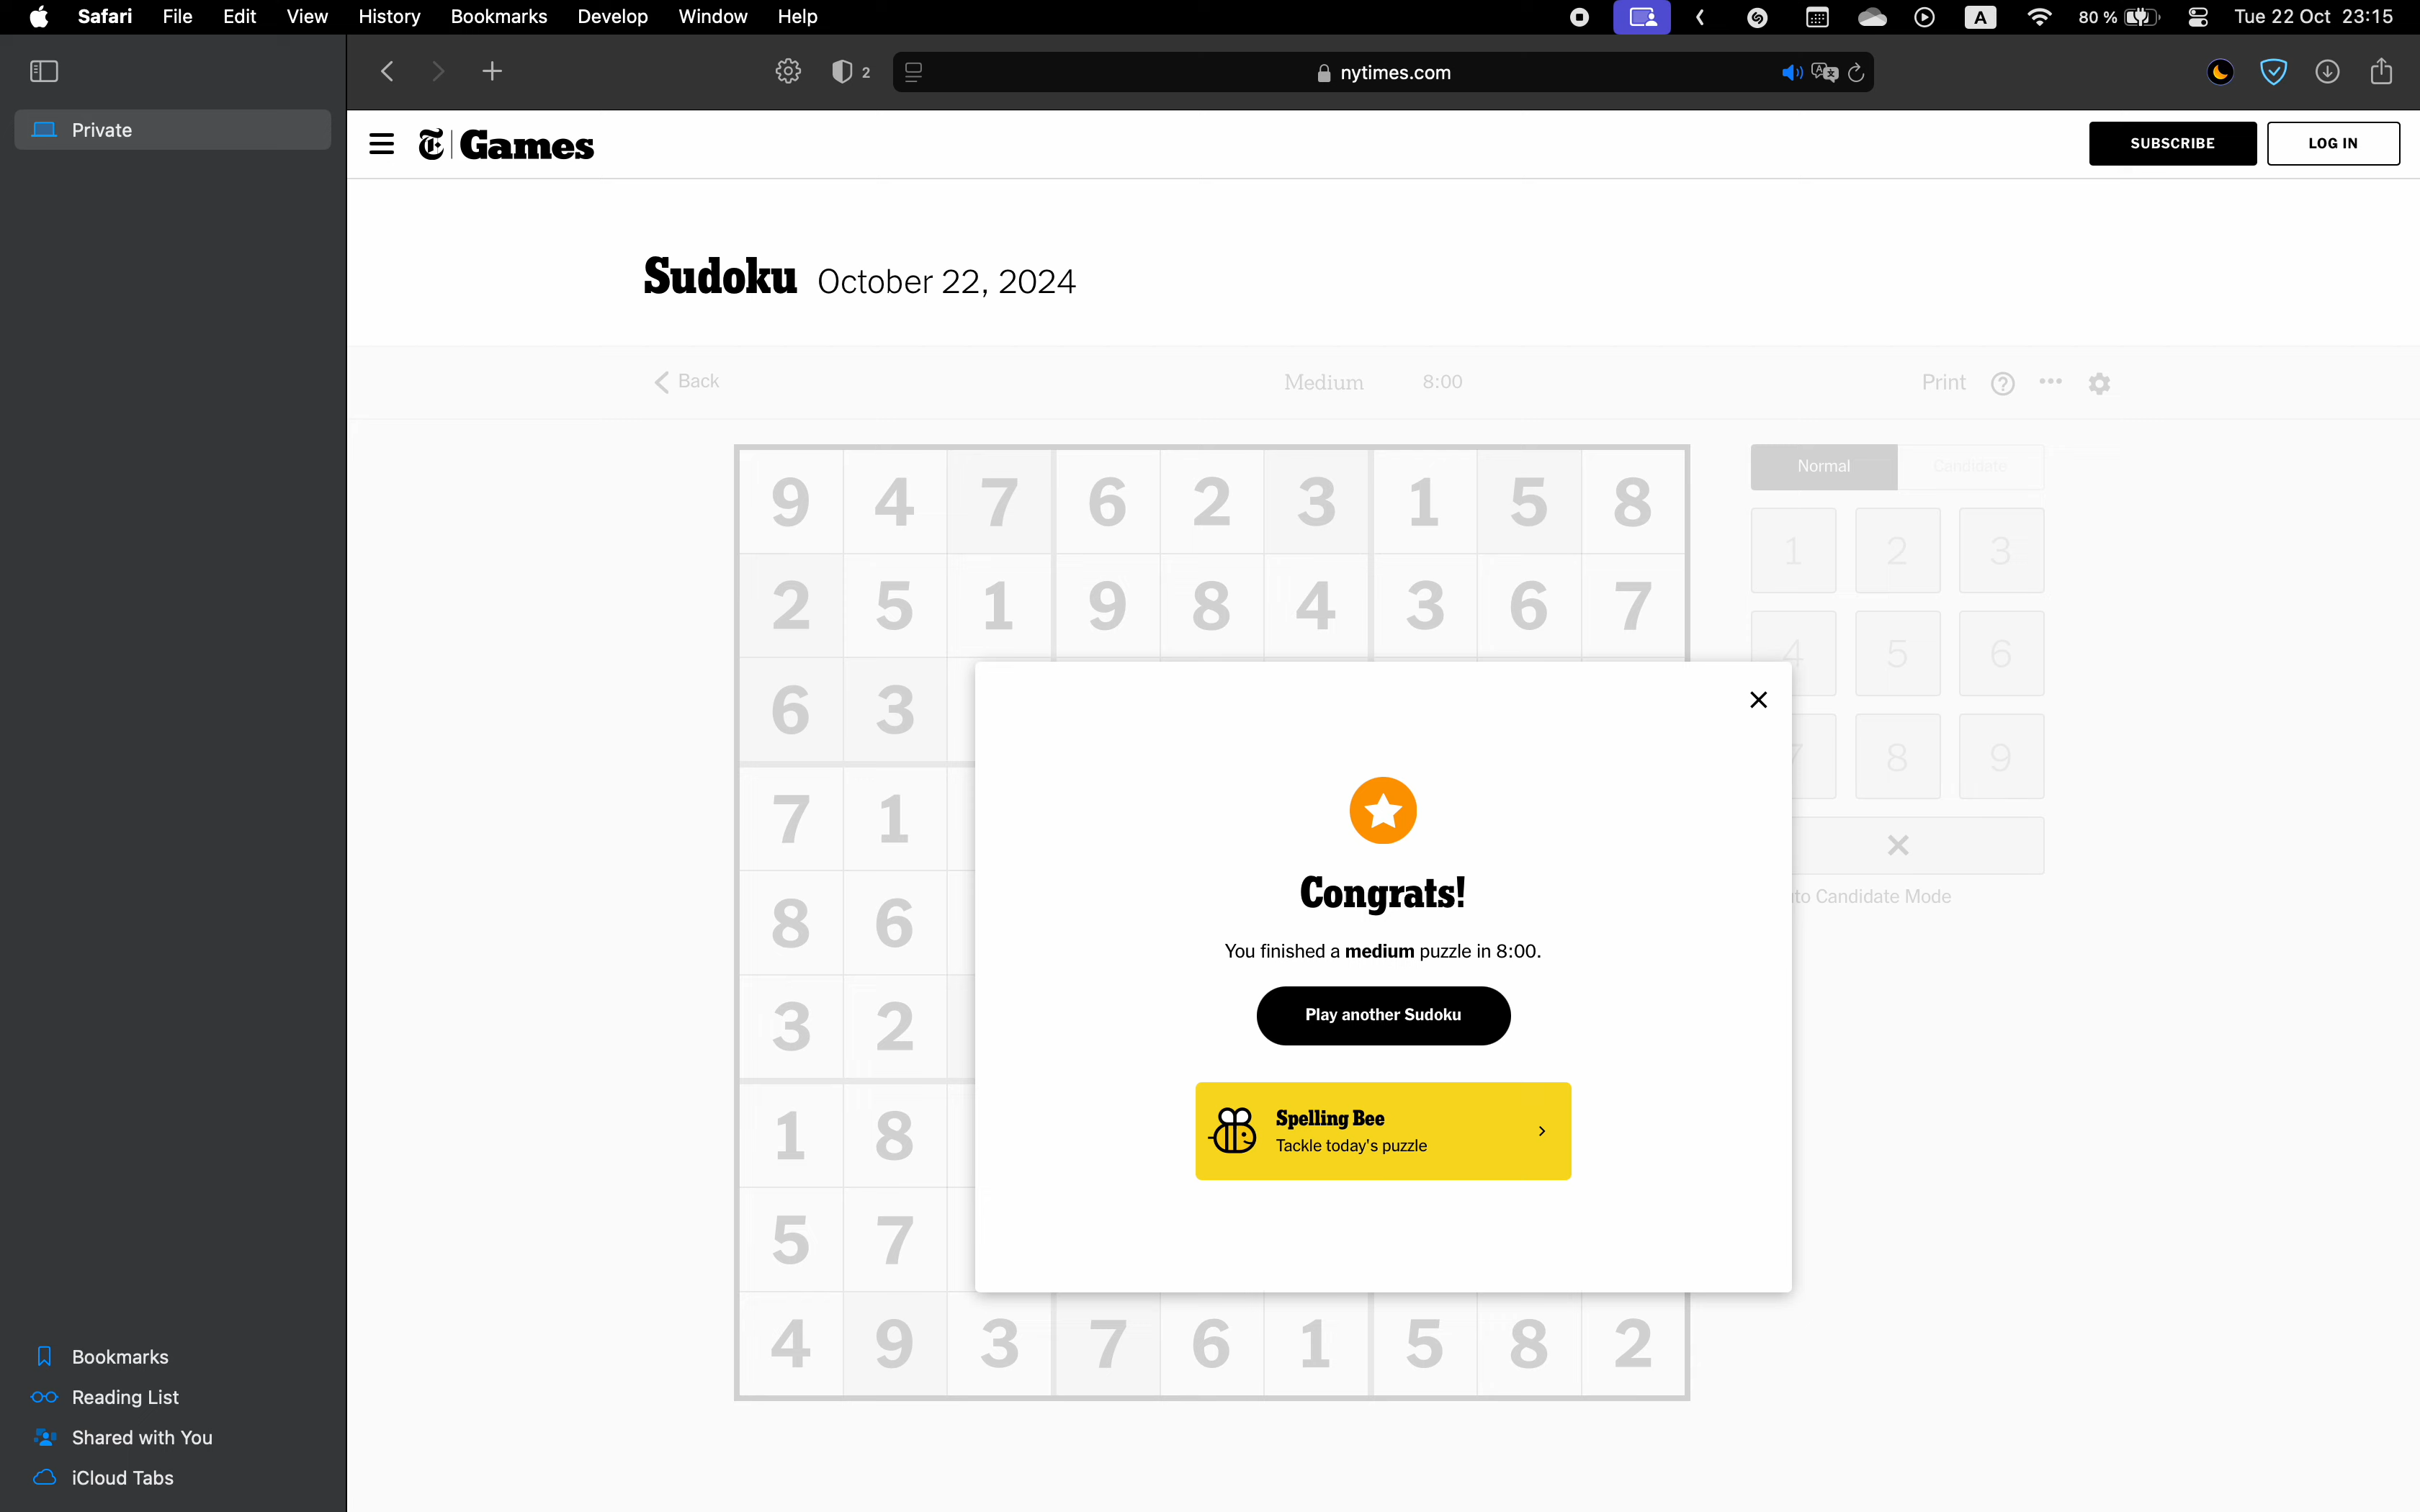 Safari File Edit View History Bookmarks Develop Window Help A 80 % Tue 22 Oct 23:15
2 nytimes.com
Private
Games SUBSCRIBE LOG IN
Sudoku October 22, 2024
Back Medium 8:00 Print ? •••
Normal Candidate
9 4 7 6 2 3 1 5 8
1 2 3
2 5 1 9 8 4 3 6 7
4 5 6
6 3
7 8 9
7 1
8 6
to Candidate Mode
3 2
1 8
5 7
4 9 3 7 6 1 5 8 2
Congrats!
You finished a medium puzzle in 8:00.
Play another Sudoku
Spelling Bee
Tackle today's puzzle
Bookmarks
Reading List
Shared with You
iCloud Tabs